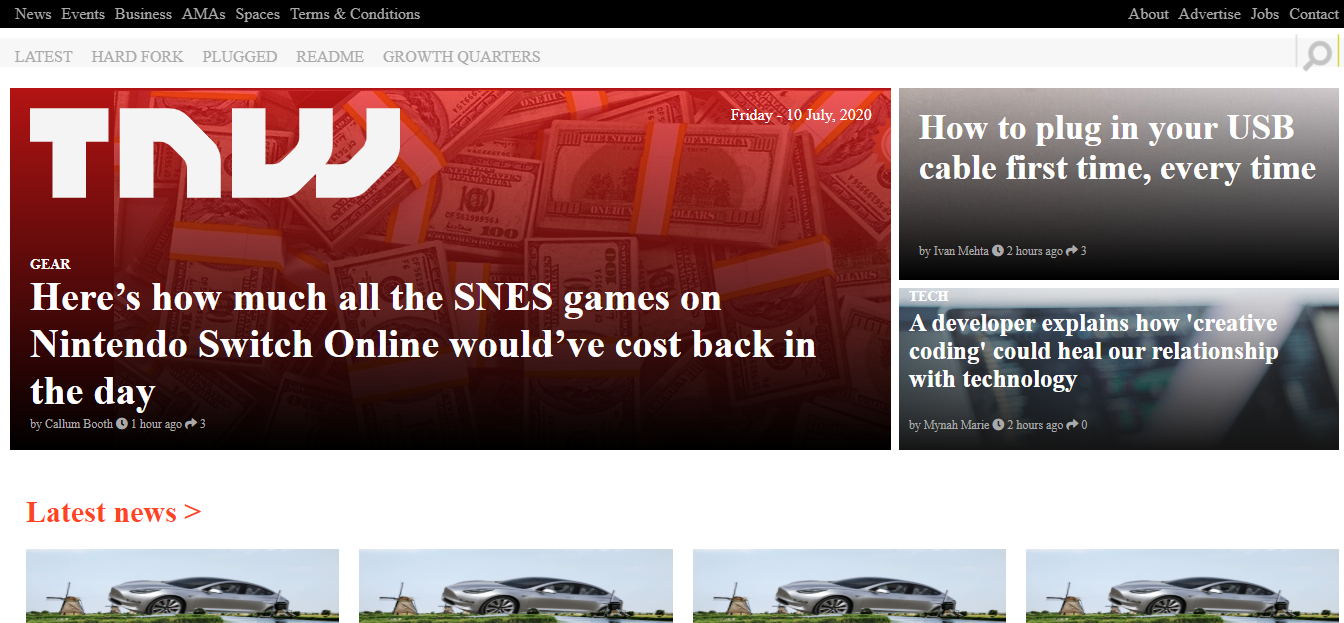 News Events Business AMAs Spaces Terms & Conditions
About Advertise Jobs Contact
LATEST HARD FORK PLUGGED README GROWTH QUARTERS
TNW
Friday - 10 July, 2020
GEAR
Here’s how much all the SNES games on
Nintendo Switch Online would’ve cost back in
the day
by Callum Booth 1 hour ago 3
How to plug in your USB
cable first time, every time
by Ivan Mehta 2 hours ago 3
TECH
A developer explains how 'creative
coding' could heal our relationship
with technology
by Mynah Marie 2 hours ago 0
Latest news >